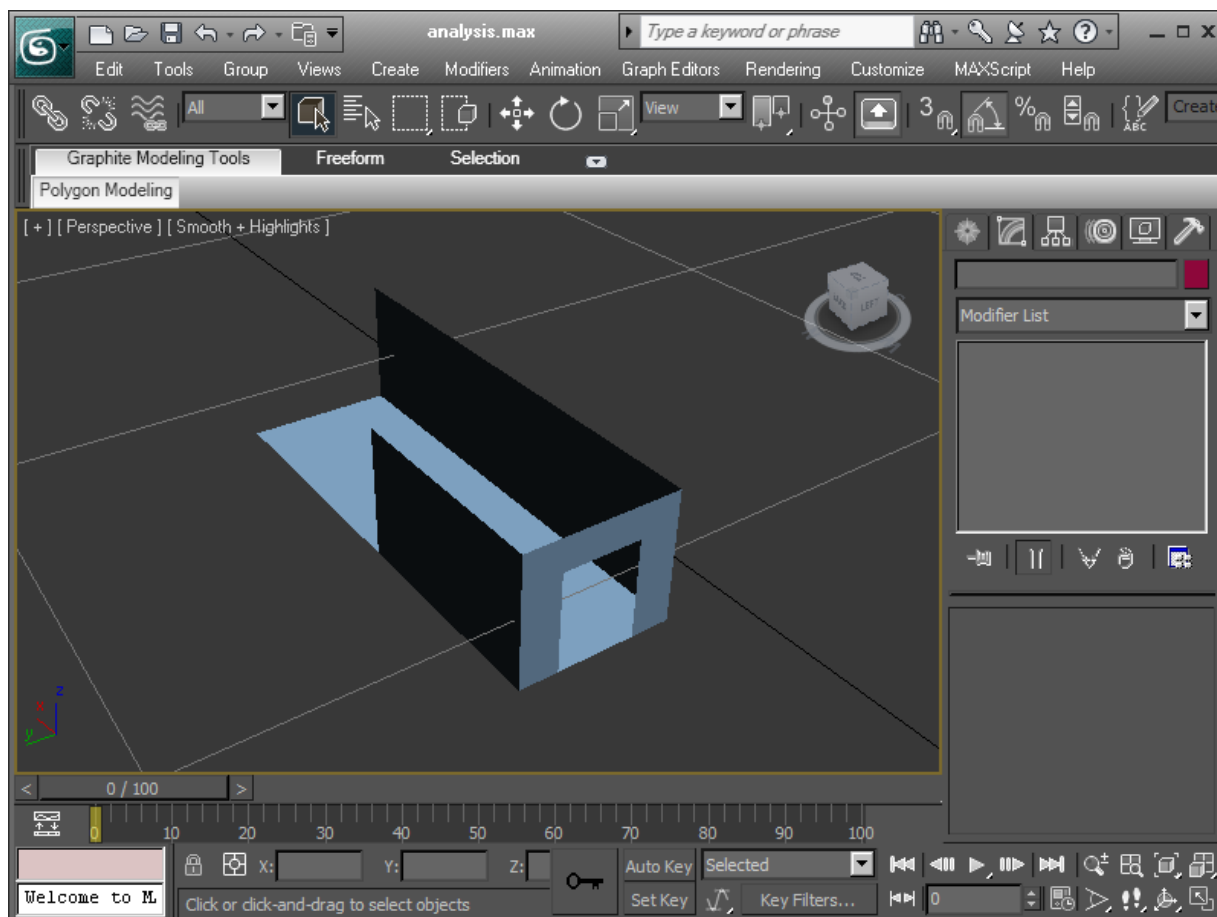 analysis.max
Type a keyword or phrase
Edit Tools Group Views Create Modifiers Animation Graph Editors Rendering Customize MAXScript Help
All
View
3
%
ABC
Create
Graphite Modeling Tools Freeform Selection
Polygon Modeling
[ + ] [ Perspective ] [ Smooth + Highlights ]
LEFT
Modifier List
z
x
y
< 0 / 100 >
0 10 20 30 40 50 60 70 80 90 100
X: Y: Z:
Auto Key Selected
Welcome to M
Click or click-and-drag to select objects
Set Key Key Filters... 0